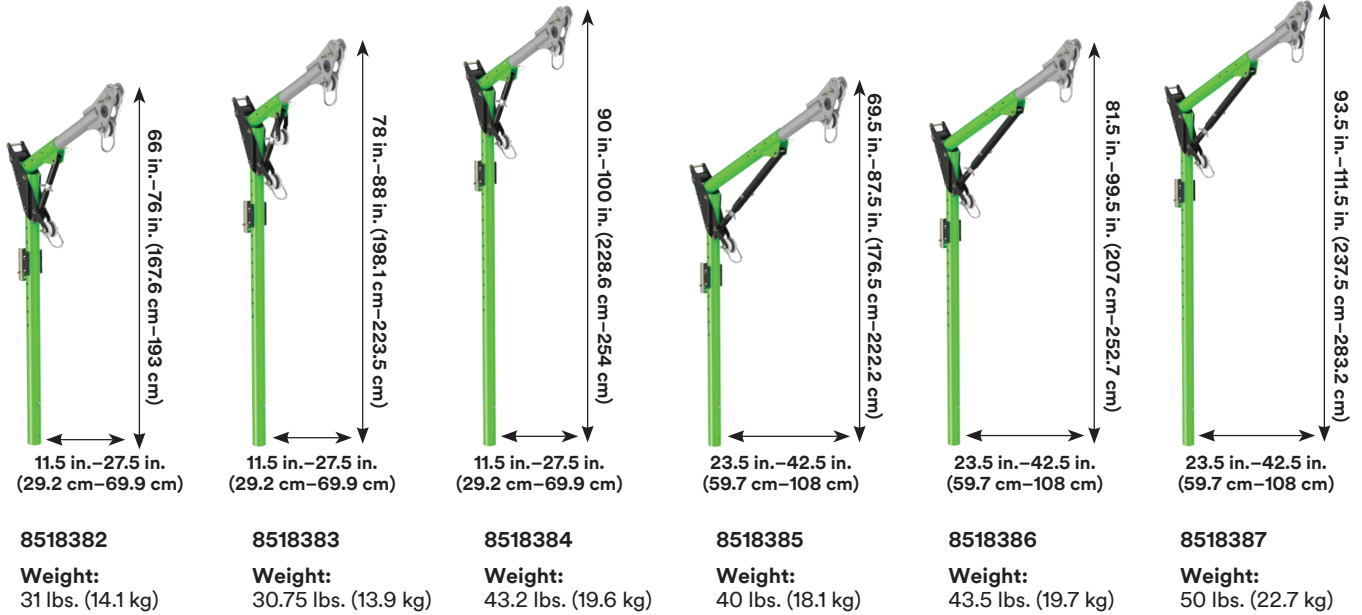 66 in.–76 in. (167.6 cm–193 cm)
11.5 in.–27.5 in.
(29.2 cm–69.9 cm)
8518382
Weight:
31 lbs. (14.1 kg)
78 in.–88 in. (198.1 cm–223.5 cm)
11.5 in.–27.5 in.
(29.2 cm–69.9 cm)
8518383
Weight:
30.75 lbs. (13.9 kg)
90 in.–100 in. (228.6 cm–254 cm)
11.5 in.–27.5 in.
(29.2 cm–69.9 cm)
8518384
Weight:
43.2 lbs. (19.6 kg)
69.5 in.–87.5 in. (176.5 cm–222.2 cm)
23.5 in.–42.5 in.
(59.7 cm–108 cm)
8518385
Weight:
40 lbs. (18.1 kg)
81.5 in.–99.5 in. (207 cm–252.7 cm)
23.5 in.–42.5 in.
(59.7 cm–108 cm)
8518386
Weight:
43.5 lbs. (19.7 kg)
93.5 in.–111.5 in. (237.5 cm–283.2 cm)
23.5 in.–42.5 in.
(59.7 cm–108 cm)
8518387
Weight:
50 lbs. (22.7 kg)